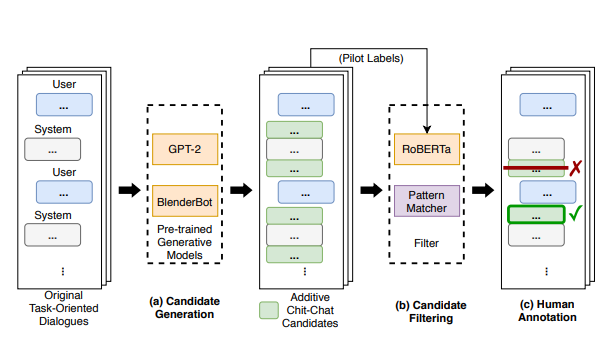 (Pilot Labels)
User
...
System
...
User
...
System
...
⋮
Original
Task-Oriented
Dialogues
GPT-2
BlenderBot
Pre-trained
Generative
Models
(a) Candidate
Generation
...
...
...
...
...
...
...
...
⋮
Additive
Chit-Chat
Candidates
RoBERTa
Pattern
Matcher
Filter
(b) Candidate
Filtering
...
...
...
✗
...
...
✓
...
⋮
(c) Human
Annotation